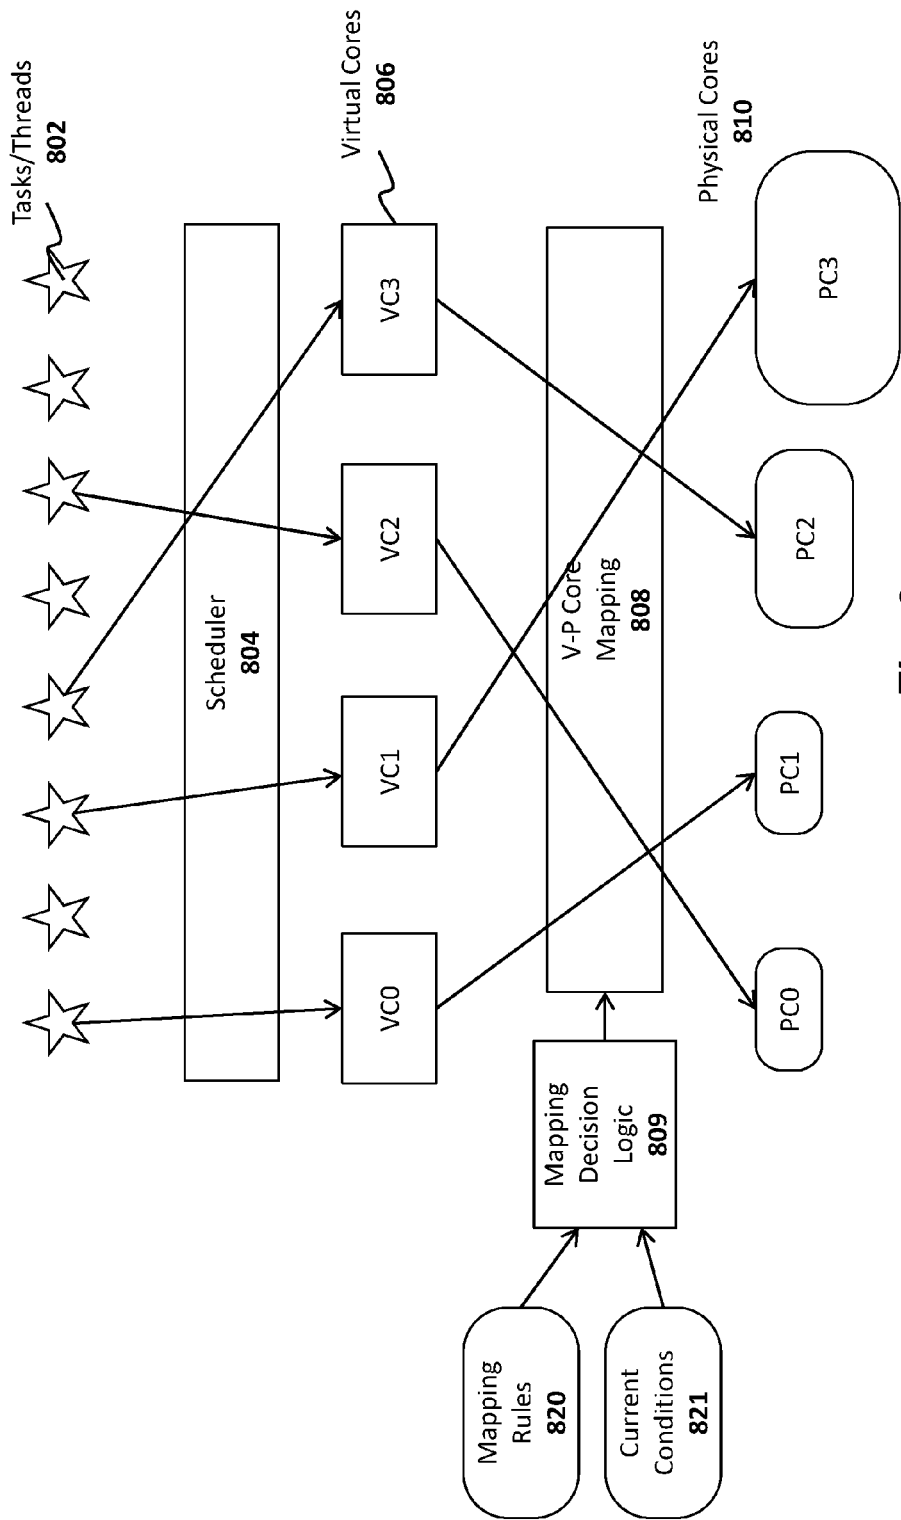 Tasks/Threads
802
Scheduler
804
Virtual Cores
806
VC0
VC1
VC2
VC3
V-P Core
Mapping
808
Mapping
Decision
Logic
809
Mapping
Rules
820
Current
Conditions
821
Physical Cores
810
PC0
PC1
PC2
PC3